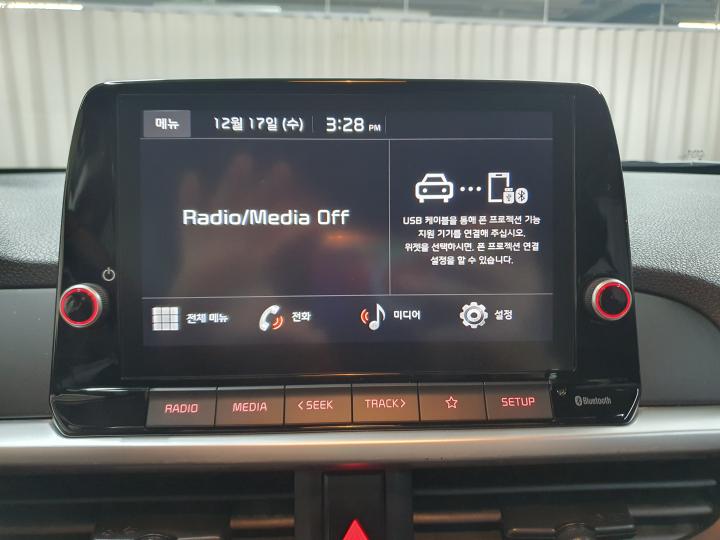 메뉴 12월 17일 (수) 3:28 PM
Radio/Media Off
USB 케이블을 통해 폰 프로젝션 기능
지원 기기를 연결해 주십시오.
위젯을 선택하시면, 폰 프로젝션 연결
설정을 할 수 있습니다.
전체 메뉴 전화 미디어 설정
RADIO MEDIA <SEEK TRACK> SETUP Bluetooth